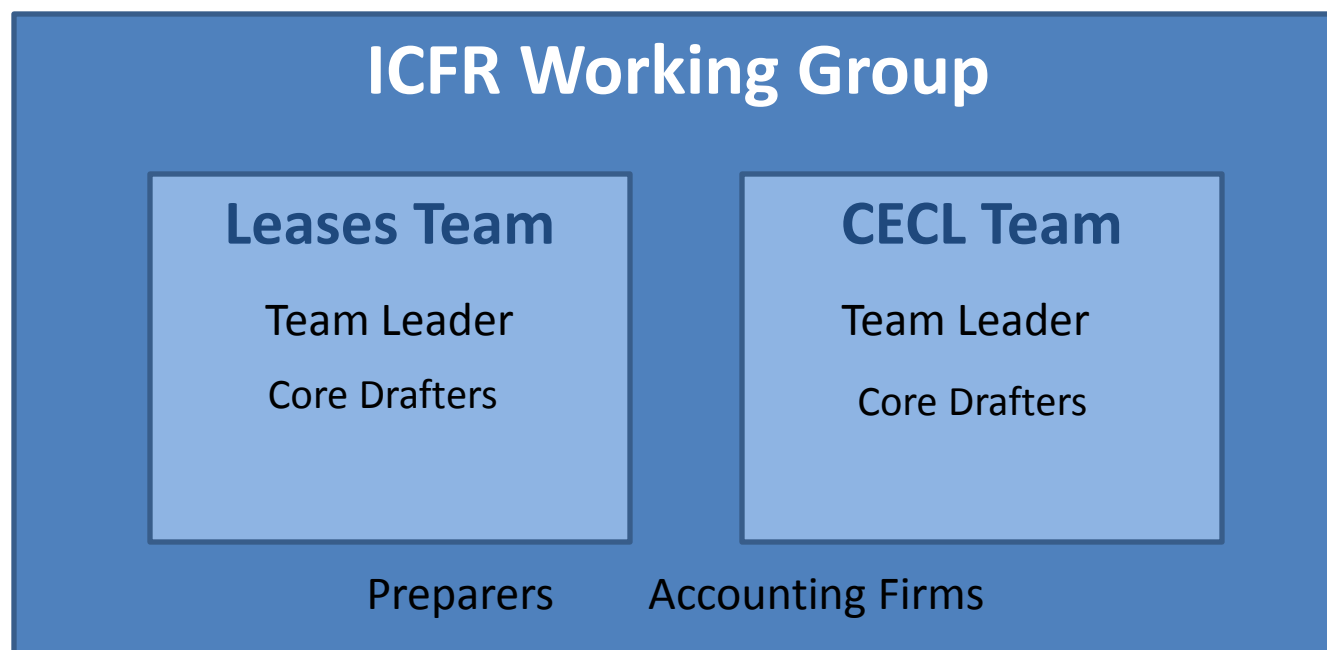 ICFR Working Group
Leases Team
Team Leader
Core Drafters
CECL Team
Team Leader
Core Drafters
Preparers Accounting Firms